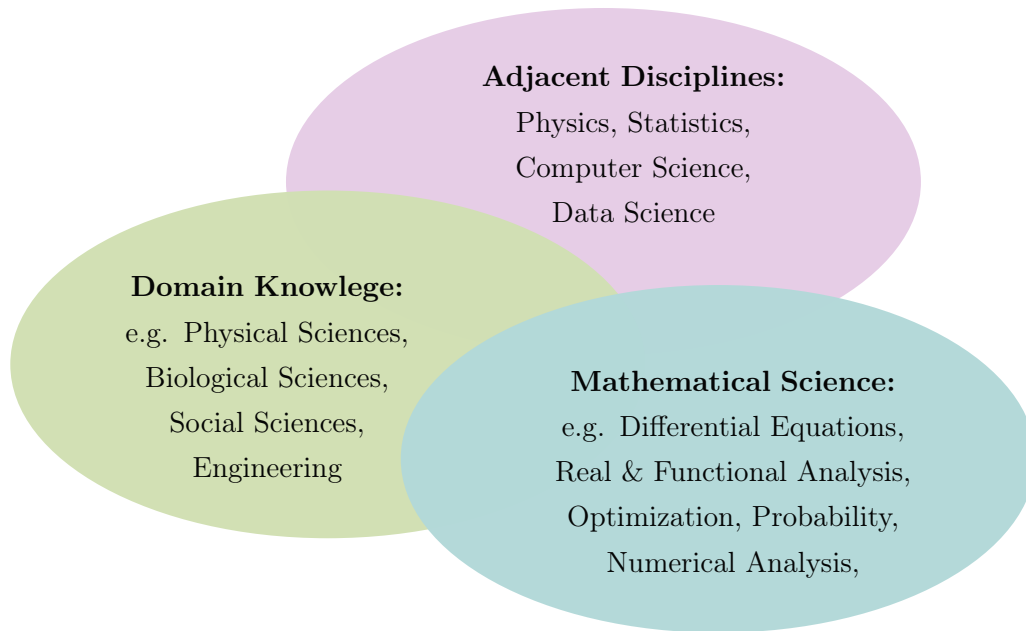 Adjacent Disciplines:
Physics, Statistics,
Computer Science,
Data Science
Domain Knowlege:
e.g. Physical Sciences,
Biological Sciences,
Social Sciences,
Engineering
Mathematical Science:
e.g. Differential Equations,
Real & Functional Analysis,
Optimization, Probability,
Numerical Analysis,